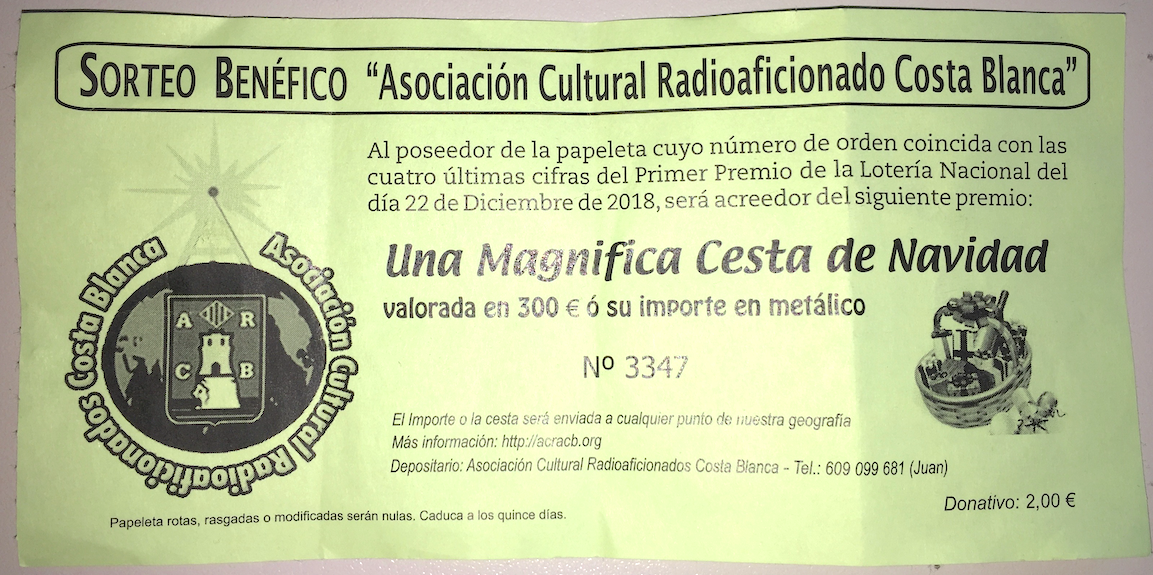 SORTEO BENÉFICO “Asociación Cultural Radioaficionado Costa Blanca”
Al poseedor de la papeleta cuyo número de orden coincida con las
cuatro últimas cifras del Primer Premio de la Lotería Nacional del
día 22 de Diciembre de 2018, será acreedor del siguiente premio:
Asociación Cultural Radioaficionados Costa Blanca
A R
C B
Una Magnifica Cesta de Navidad
valorada en 300 € ó su importe en metálico
Nº 3347
El Importe o la cesta será enviada a cualquier punto de nuestra geografía
Más información: http://acracb.org
Depositario: Asociación Cultural Radioaficionados Costa Blanca - Tel.: 609 099 681 (Juan)
Donativo: 2,00 €
Papeleta rotas, rasgadas o modificadas serán nulas. Caduca a los quince días.